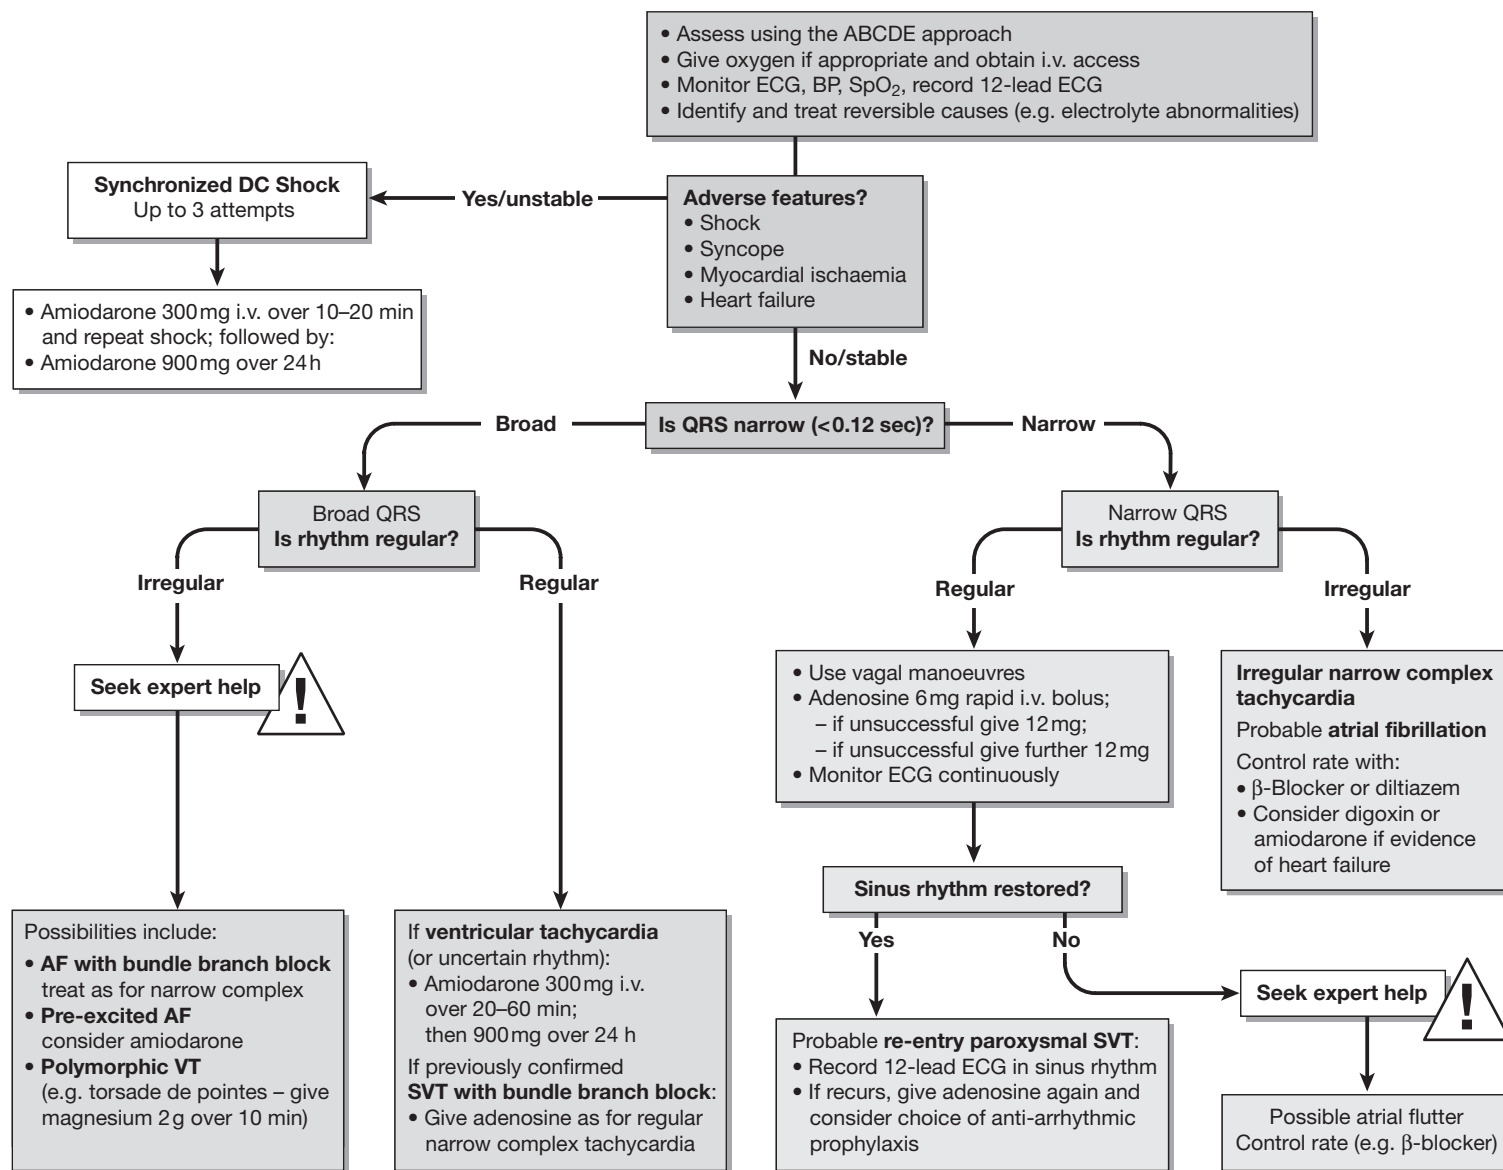 • Assess using the ABCDE approach
• Give oxygen if appropriate and obtain i.v. access
• Monitor ECG, BP, SpO₂, record 12-lead ECG
• Identify and treat reversible causes (e.g. electrolyte abnormalities)
Synchronized DC Shock
Up to 3 attempts
Yes/unstable
Adverse features?
• Shock
• Syncope
• Myocardial ischaemia
• Heart failure
• Amiodarone 300 mg i.v. over 10–20 min
and repeat shock; followed by:
• Amiodarone 900 mg over 24 h
No/stable
Broad
Is QRS narrow (<0.12 sec)?
Narrow
Broad QRS
Is rhythm regular?
Irregular
Regular
Seek expert help
!
Possibilities include:
• AF with bundle branch block
treat as for narrow complex
• Pre-excited AF
consider amiodarone
• Polymorphic VT
(e.g. torsade de pointes – give
magnesium 2 g over 10 min)
If ventricular tachycardia
(or uncertain rhythm):
• Amiodarone 300 mg i.v.
over 20–60 min;
then 900 mg over 24 h
If previously confirmed
SVT with bundle branch block:
• Give adenosine as for regular
narrow complex tachycardia
Narrow QRS
Is rhythm regular?
Regular
Irregular
• Use vagal manoeuvres
• Adenosine 6 mg rapid i.v. bolus;
– if unsuccessful give 12 mg;
– if unsuccessful give further 12 mg
• Monitor ECG continuously
Irregular narrow complex
tachycardia
Probable atrial fibrillation
Control rate with:
• β-Blocker or diltiazem
• Consider digoxin or
amiodarone if evidence
of heart failure
Sinus rhythm restored?
Yes
No
Probable re-entry paroxysmal SVT:
• Record 12-lead ECG in sinus rhythm
• If recurs, give adenosine again and
consider choice of anti-arrhythmic
prophylaxis
Seek expert help
!
Possible atrial flutter
Control rate (e.g. β-blocker)